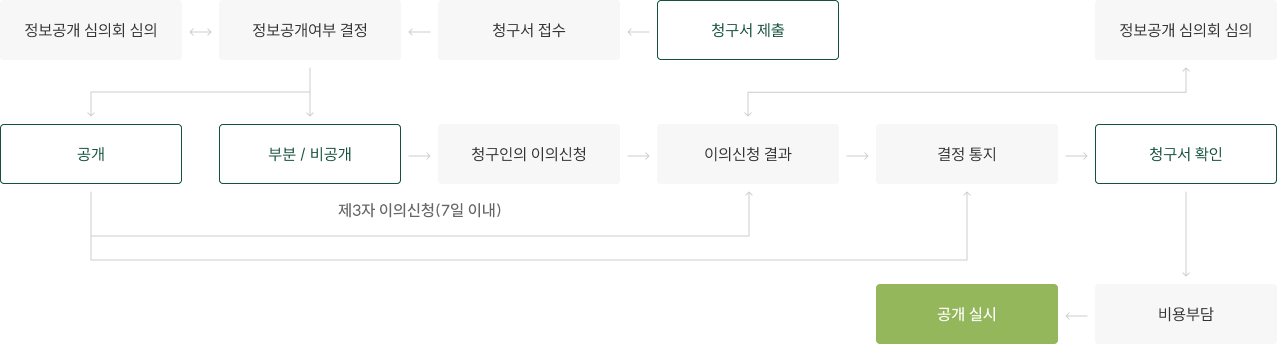 정보공개 심의회 심의
정보공개여부 결정
청구서 접수
청구서 제출
정보공개 심의회 심의
공개
부분 / 비공개
청구인의 이의신청
이의신청 결과
결정 통지
청구서 확인
제3자 이의신청(7일 이내)
공개 실시
비용부담